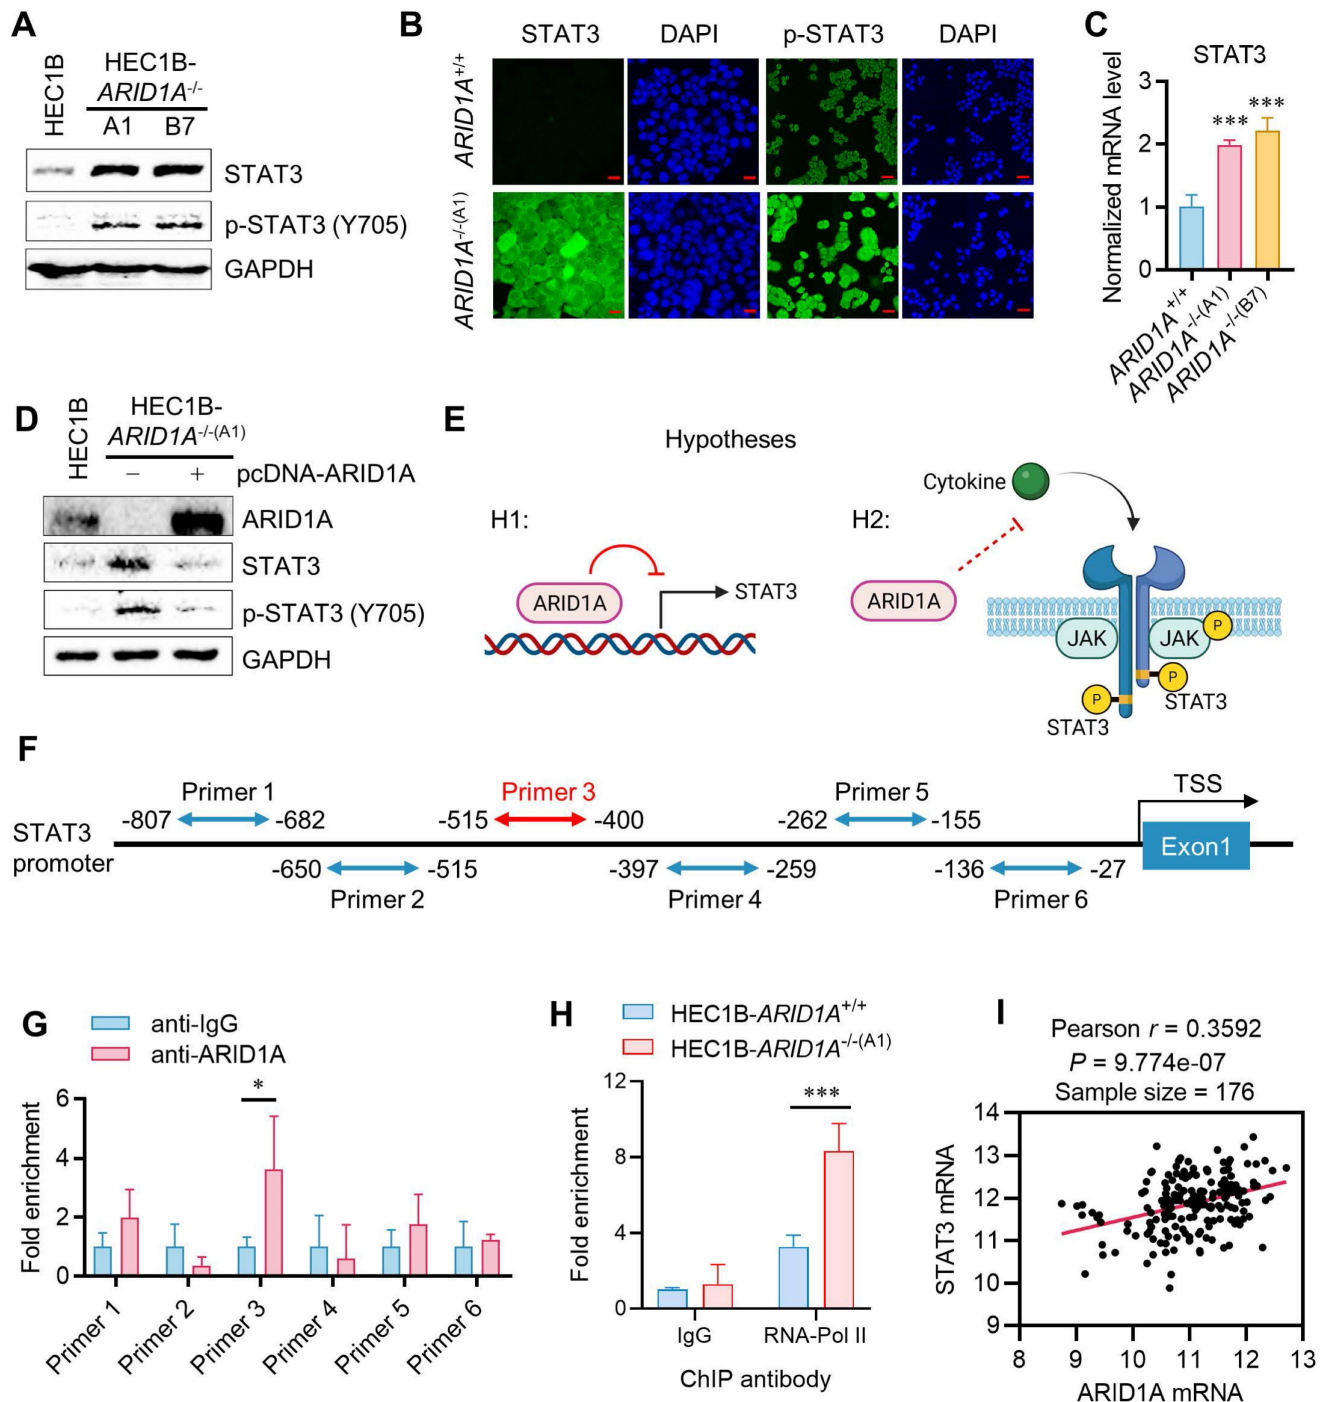 A
HEC1B
HEC1B-
ARID1A-/-
A1 B7
STAT3
p-STAT3 (Y705)
GAPDH
B
STAT3 DAPI p-STAT3 DAPI
ARID1A+/+
ARID1A-/-(A1)
C
STAT3
Normalized mRNA level
3
2
1
0
***
***
ARID1A+/+
ARID1A-/-(A1)
ARID1A-/-(B7)
D
HEC1B
HEC1B-
ARID1A-/-(A1)
− + pcDNA-ARID1A
ARID1A
STAT3
p-STAT3 (Y705)
GAPDH
E
Hypotheses
H1:
ARID1A
STAT3
H2:
Cytokine
ARID1A
JAK
JAK
P
P
P
STAT3
STAT3
F
STAT3
promoter
Primer 1
-807 -682
-650 -515
Primer 2
Primer 3
-515 -400
-397 -259
Primer 4
Primer 5
-262 -155
-136 -27
Primer 6
TSS
Exon1
G
anti-IgG
anti-ARID1A
Fold enrichment
6
4
2
0
*
Primer 1
Primer 2
Primer 3
Primer 4
Primer 5
Primer 6
H
HEC1B-ARID1A+/+
HEC1B-ARID1A-/-(A1)
Fold enrichment
12
8
4
0
***
IgG RNA-Pol II
ChIP antibody
I
Pearson r = 0.3592
P = 9.774e-07
Sample size = 176
STAT3 mRNA
14
13
12
11
10
9
8 9 10 11 12 13
ARID1A mRNA